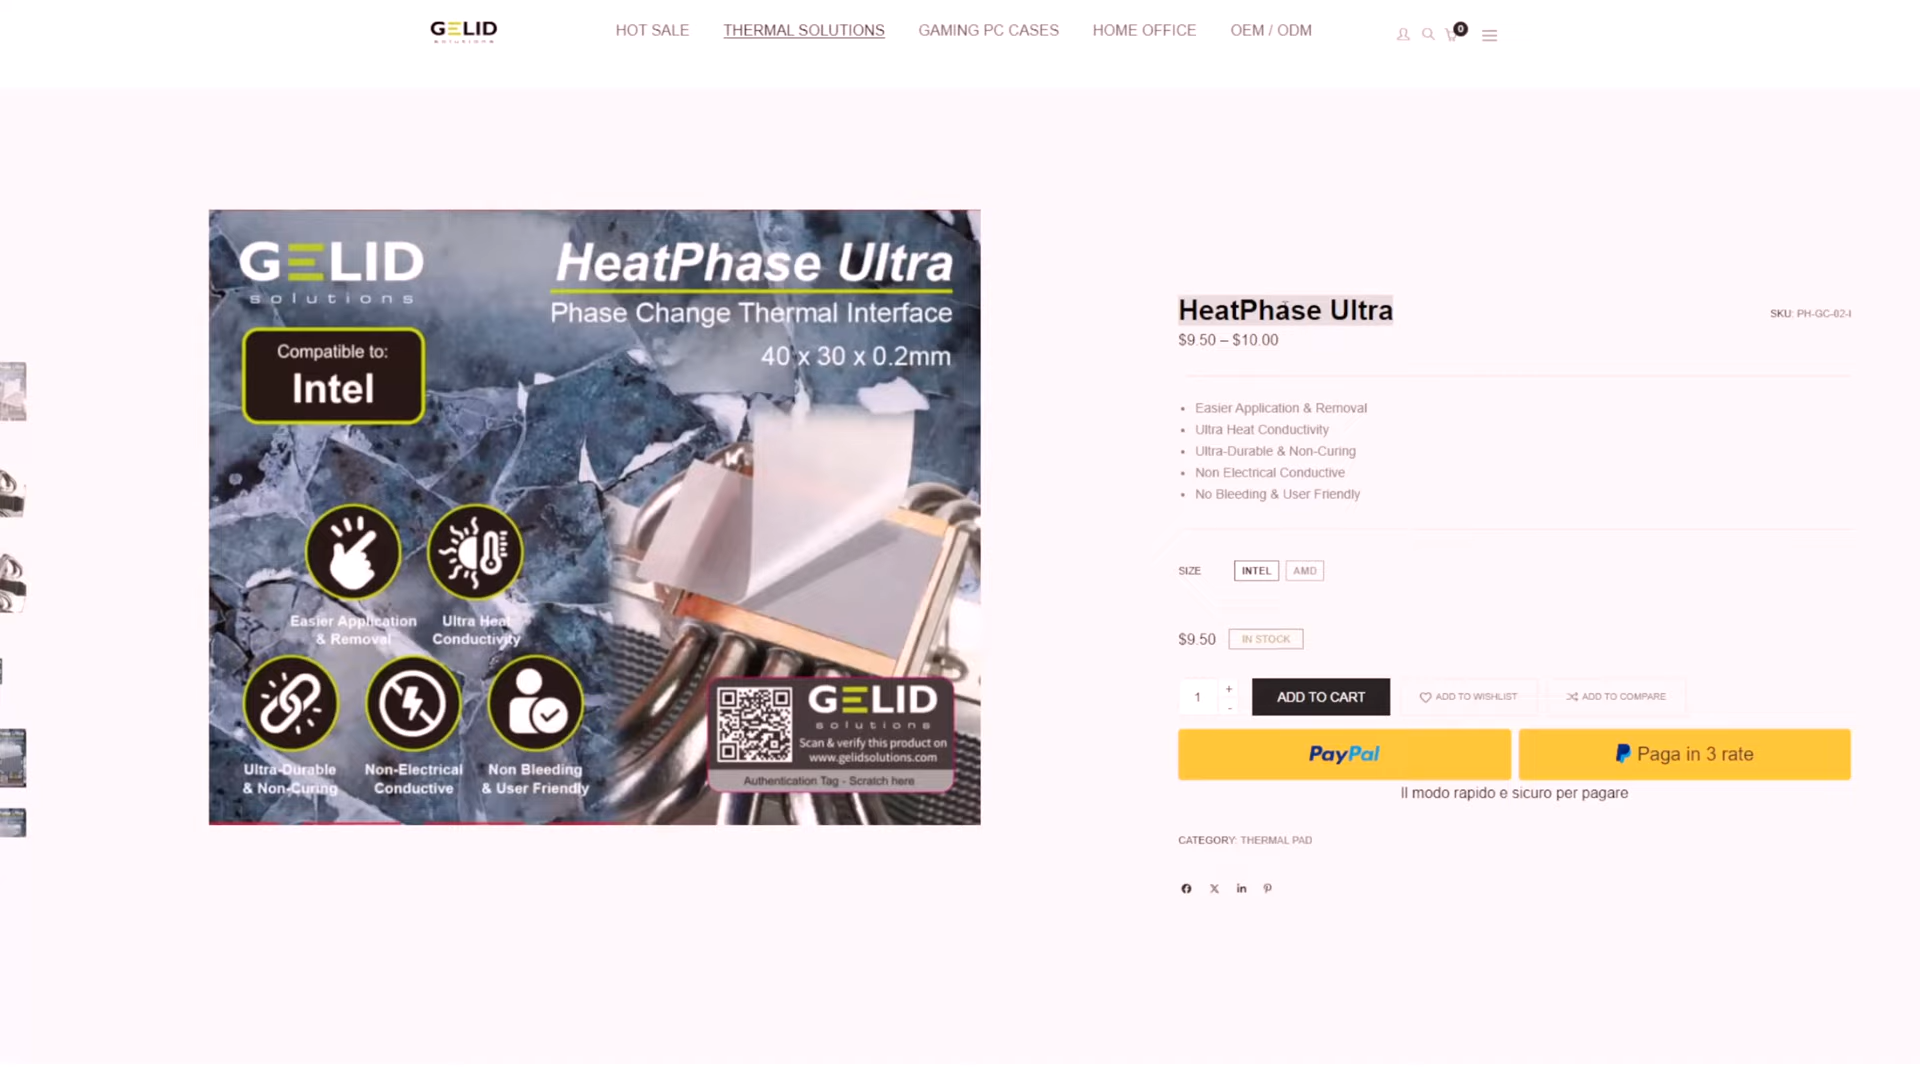 GELID
solutions
HOT SALE
THERMAL SOLUTIONS
GAMING PC CASES
HOME OFFICE
OEM / ODM
0
GELID
solutions
HeatPhase Ultra
Phase Change Thermal Interface
40 x 30 x 0.2mm
Compatible to:
Intel
Easier Application
& Removal
Ultra Heat
Conductivity
Ultra-Durable
& Non-Curing
Non-Electrical
Conductive
Non Bleeding
& User Friendly
GELID
solutions
Scan & verify this product on
www.gelidsolutions.com
Authentication Tag - Scratch here
HeatPhase Ultra
SKU: PH-GC-02-I
$9.50 – $10.00
Easier Application & Removal
Ultra Heat Conductivity
Ultra-Durable & Non-Curing
Non Electrical Conductive
No Bleeding & User Friendly
SIZE
INTEL
AMD
$9.50
IN STOCK
1
+
-
ADD TO CART
ADD TO WISHLIST
ADD TO COMPARE
PayPal
Paga in 3 rate
Il modo rapido e sicuro per pagare
CATEGORY: THERMAL PAD